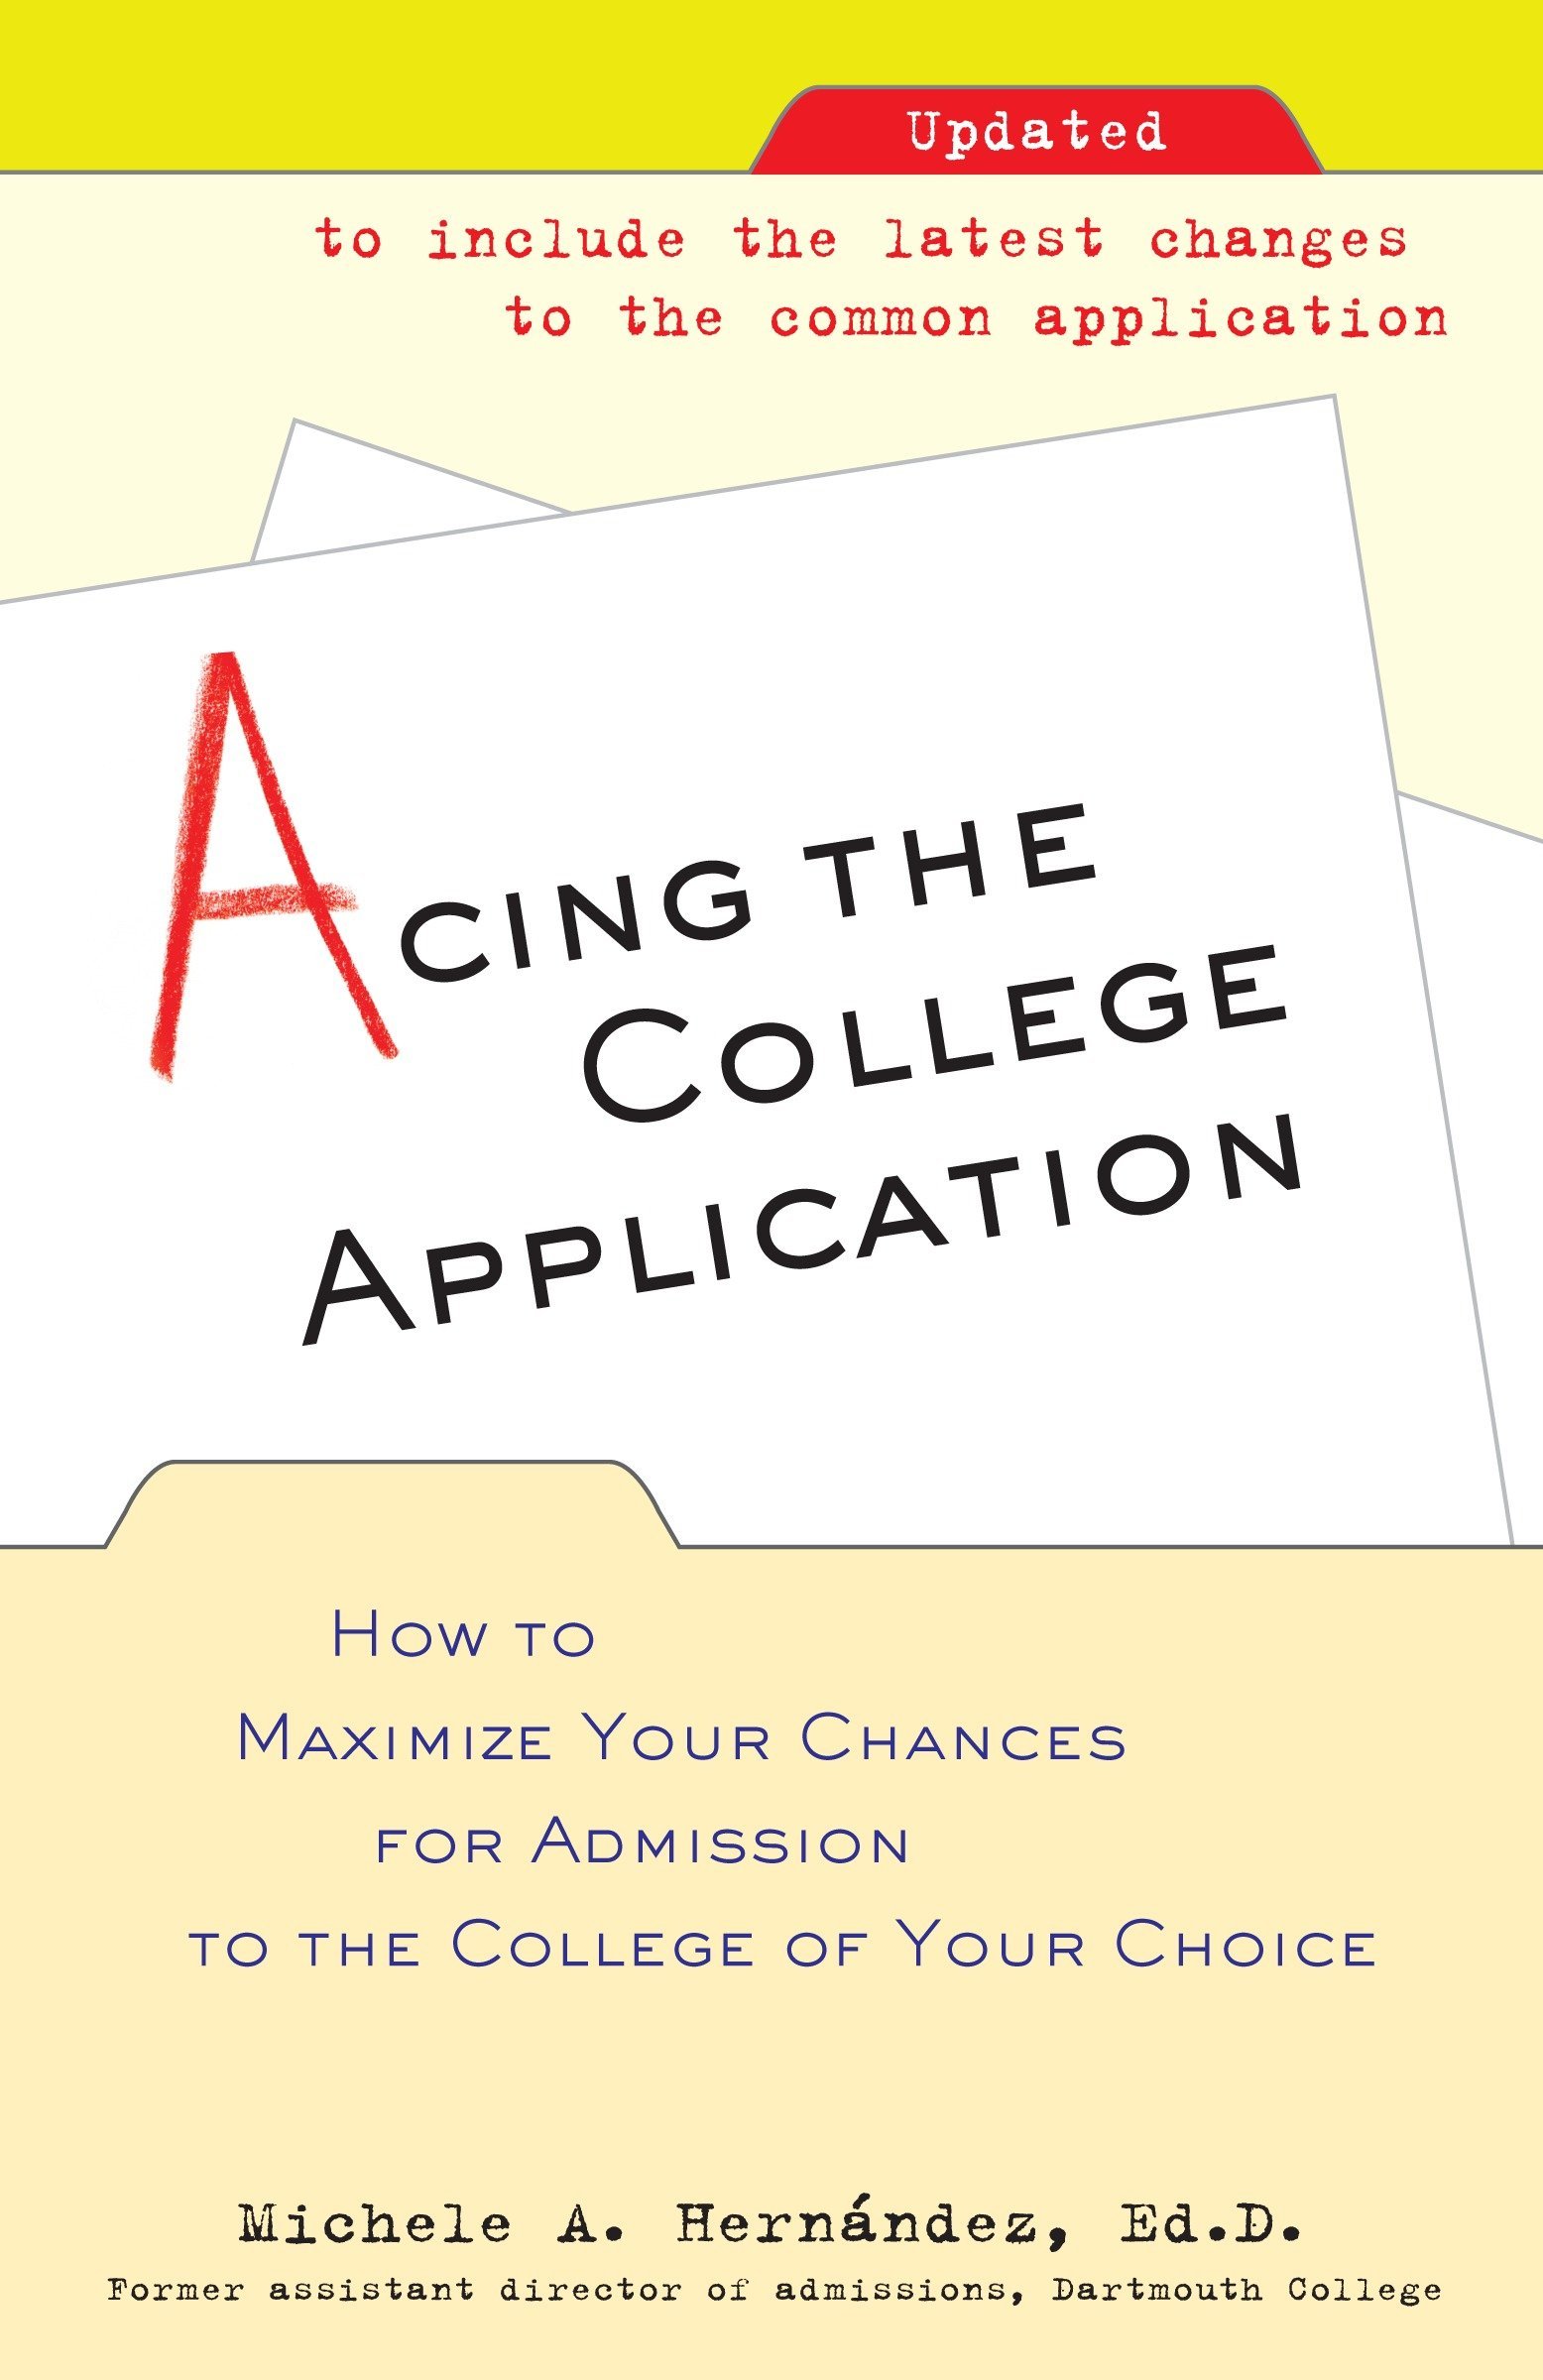 Updated
to include the latest changes
to the common application
ACING THE
COLLEGE
APPLICATION
HOW TO
MAXIMIZE YOUR CHANCES
FOR ADMISSION
TO THE COLLEGE OF YOUR CHOICE
Michele A. Hernández, Ed.D.
Former assistant director of admissions, Dartmouth College